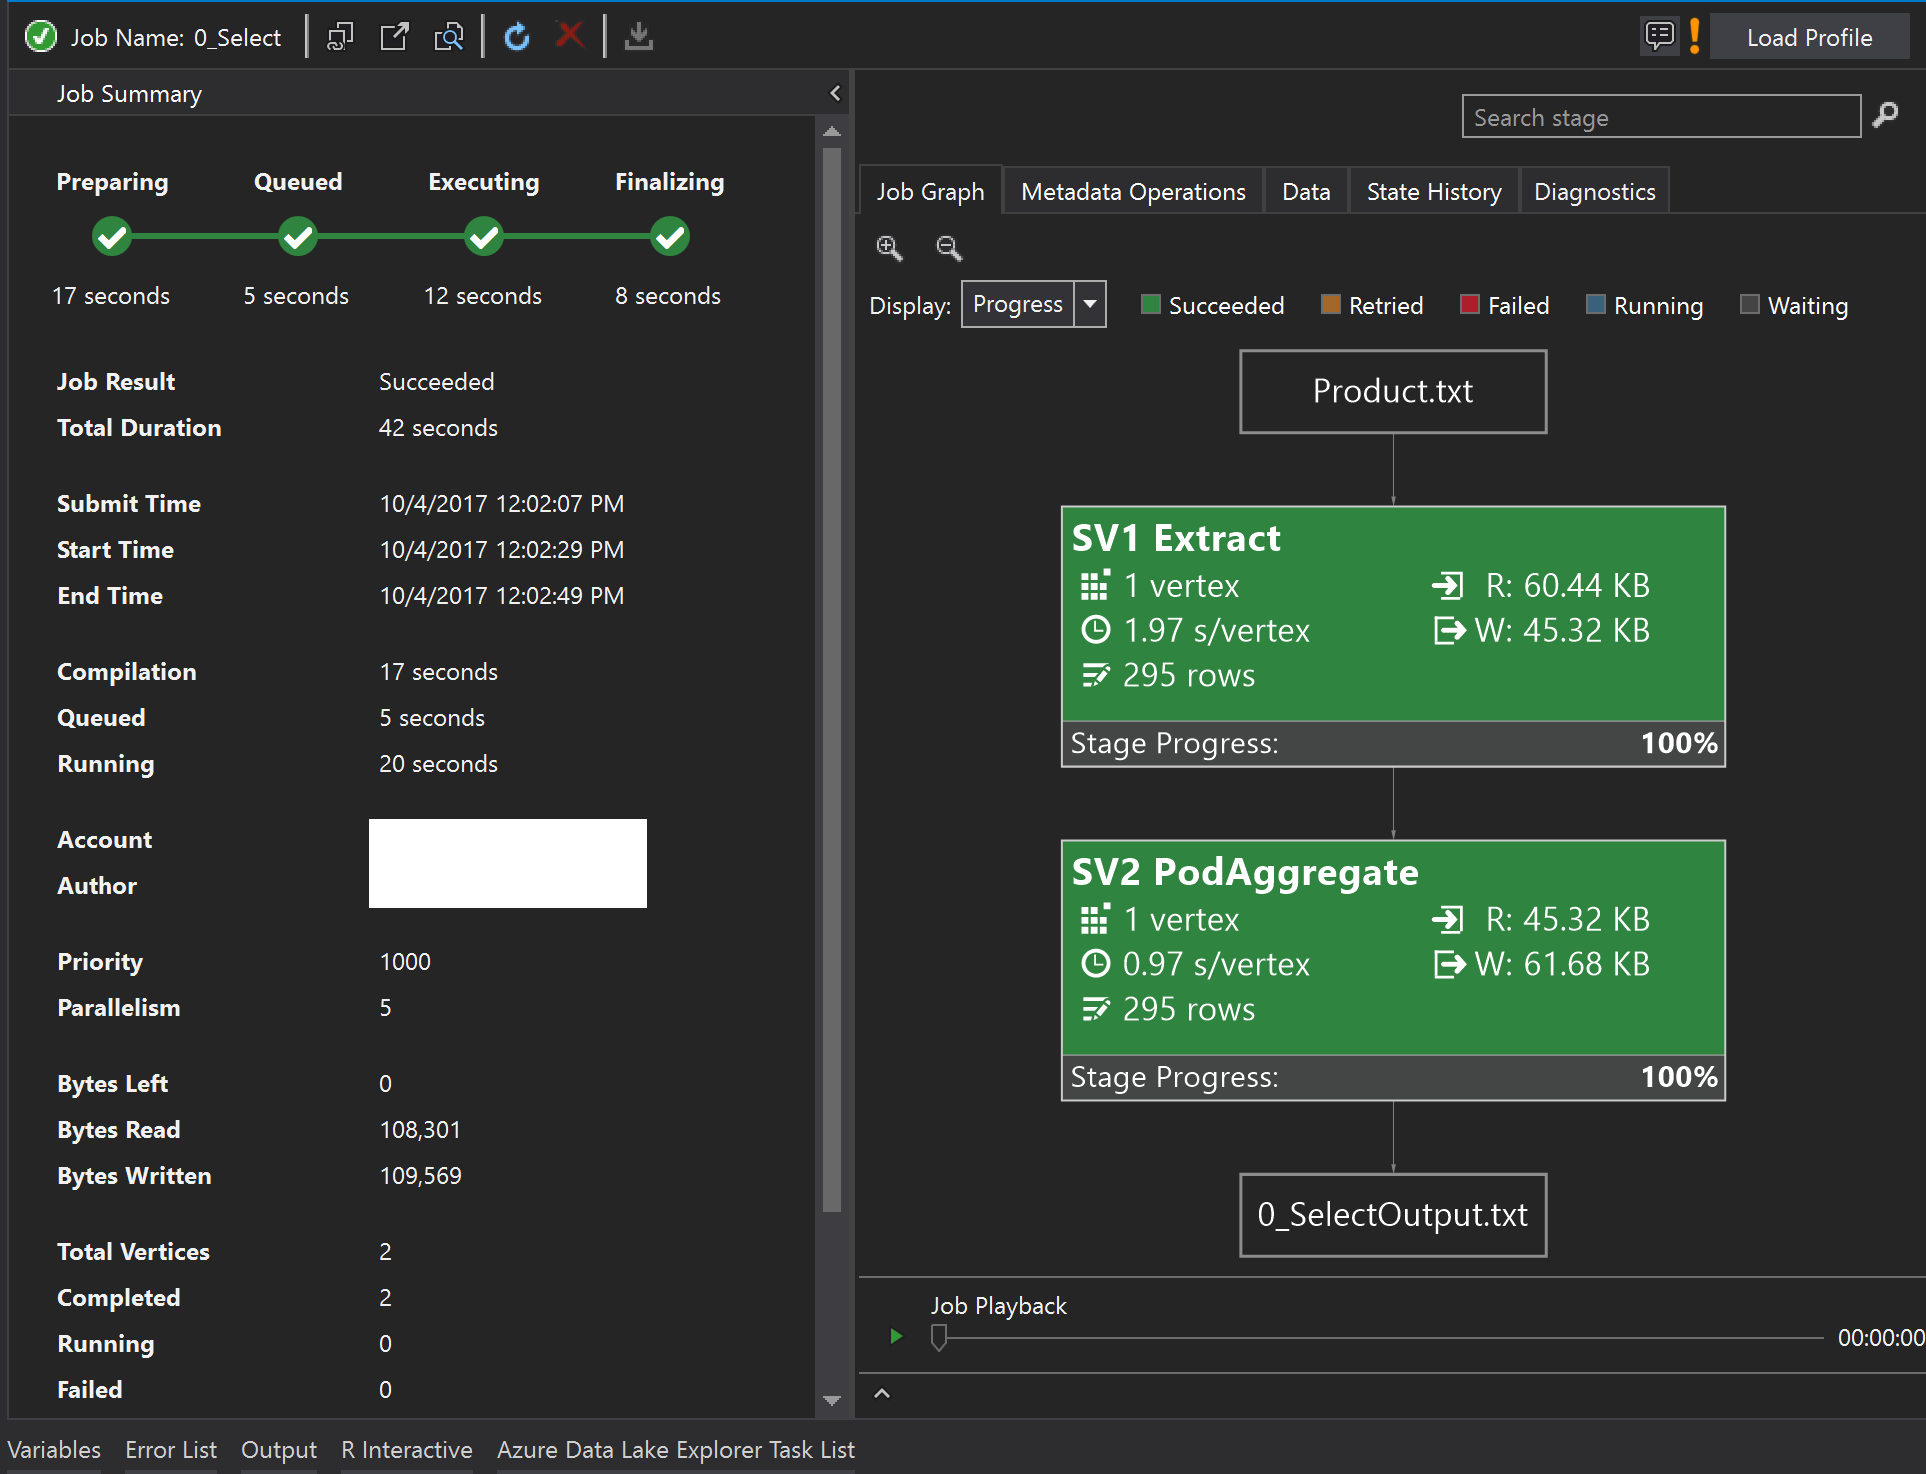 Job Name: 0_Select
Load Profile
Job Summary
Preparing Queued Executing Finalizing
17 seconds 5 seconds 12 seconds 8 seconds
Job Result Succeeded
Total Duration 42 seconds
Submit Time 10/4/2017 12:02:07 PM
Start Time 10/4/2017 12:02:29 PM
End Time 10/4/2017 12:02:49 PM
Compilation 17 seconds
Queued 5 seconds
Running 20 seconds
Account
Author
Priority 1000
Parallelism 5
Bytes Left 0
Bytes Read 108,301
Bytes Written 109,569
Total Vertices 2
Completed 2
Running 0
Failed 0
Search stage
Job Graph Metadata Operations Data State History Diagnostics
Display: Progress Succeeded Retried Failed Running Waiting
Product.txt
SV1 Extract
1 vertex R: 60.44 KB
1.97 s/vertex W: 45.32 KB
295 rows
Stage Progress: 100%
SV2 PodAggregate
1 vertex R: 45.32 KB
0.97 s/vertex W: 61.68 KB
295 rows
Stage Progress: 100%
0_SelectOutput.txt
Job Playback
00:00:00
Variables Error List Output R Interactive Azure Data Lake Explorer Task List